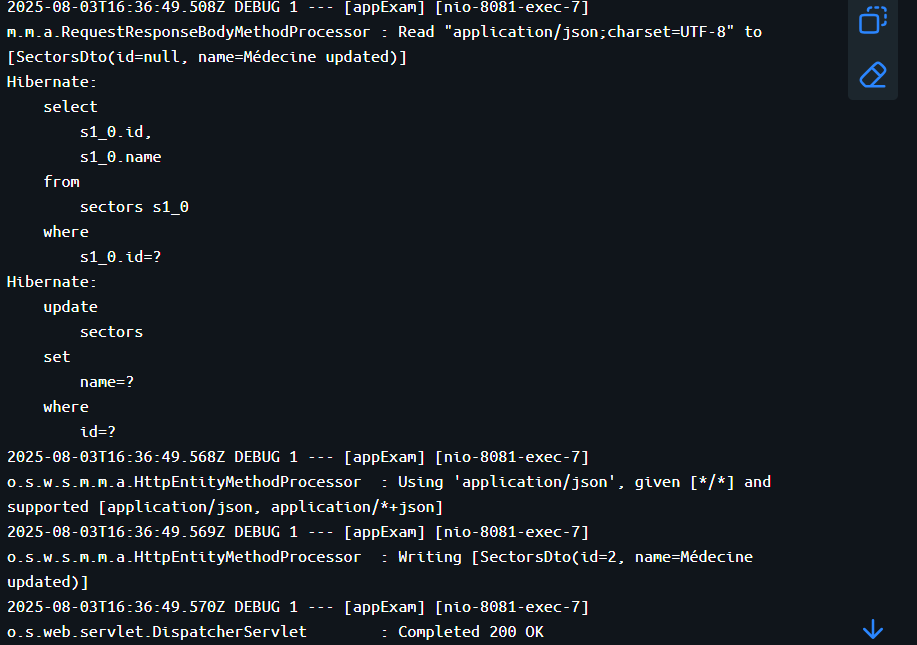 2025-08-03T16:36:49.508Z DEBUG 1 --- [appExam] [nio-8081-exec-7]
m.m.a.RequestResponseBodyMethodProcessor : Read "application/json;charset=UTF-8" to
[SectorsDto(id=null, name=Médecine updated)]
Hibernate:
    select
        s1_0.id,
        s1_0.name
    from
        sectors s1_0
    where
        s1_0.id=?
Hibernate:
    update
        sectors
    set
        name=?
    where
        id=?
2025-08-03T16:36:49.568Z DEBUG 1 --- [appExam] [nio-8081-exec-7]
o.s.w.s.m.m.a.HttpEntityMethodProcessor  : Using 'application/json', given [*/*] and
supported [application/json, application/*+json]
2025-08-03T16:36:49.569Z DEBUG 1 --- [appExam] [nio-8081-exec-7]
o.s.w.s.m.m.a.HttpEntityMethodProcessor  : Writing [SectorsDto(id=2, name=Médecine
updated)]
2025-08-03T16:36:49.570Z DEBUG 1 --- [appExam] [nio-8081-exec-7]
o.s.web.servlet.DispatcherServlet        : Completed 200 OK